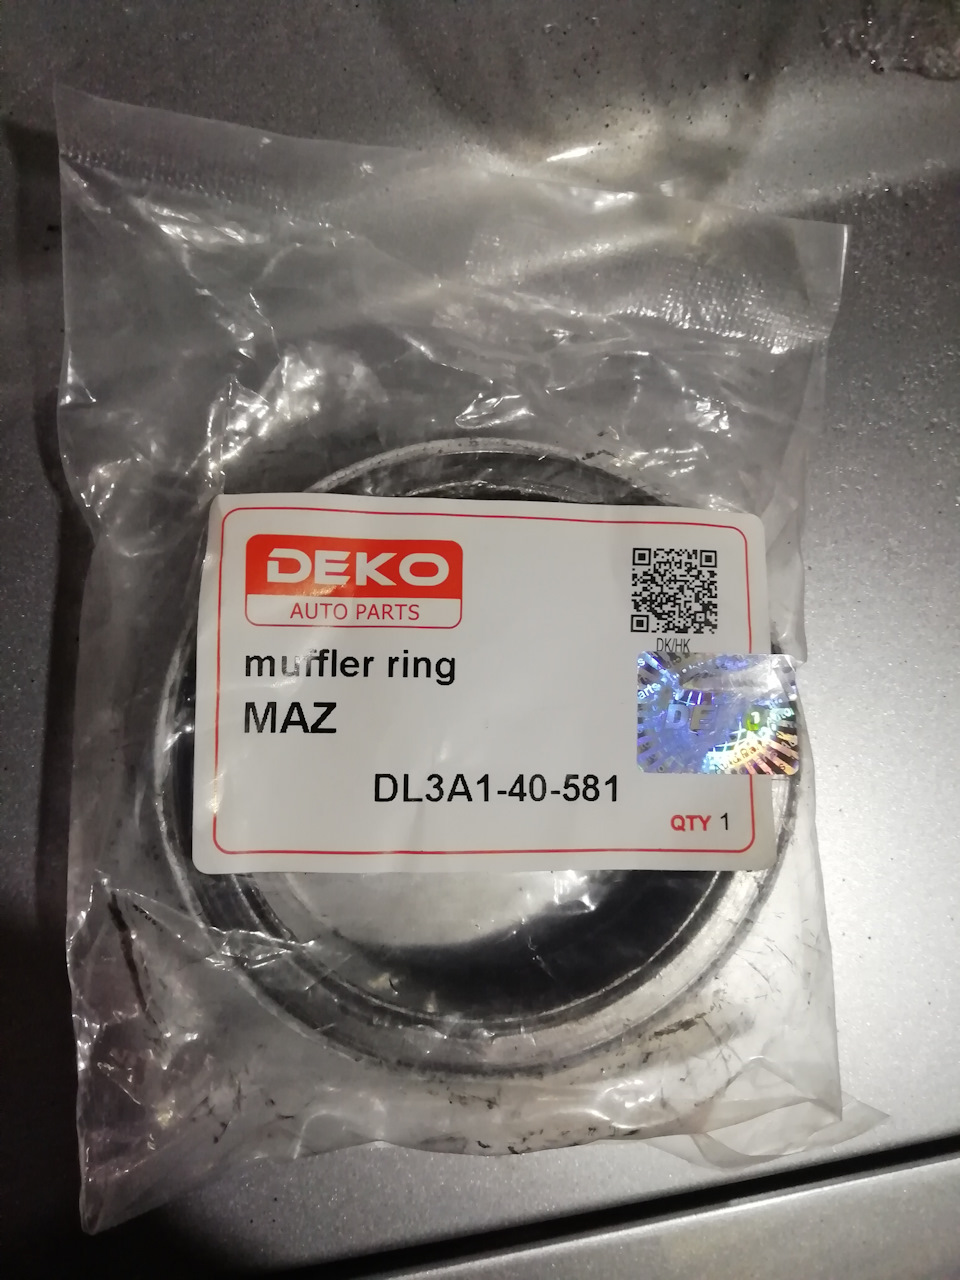 DEKO
AUTO PARTS
DK/HK
muffler ring
MAZ
DL3A1-40-581
QTY 1